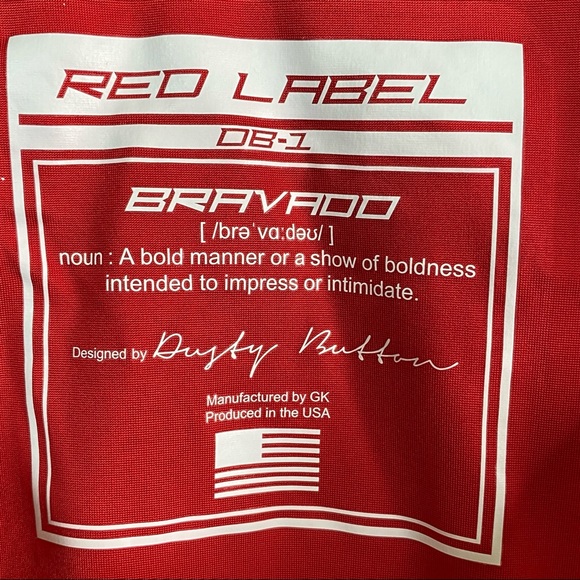 RED LABEL
DB-1
BRAVADO
[ /brəˈvɑːdəʊ/ ]
noun : A bold manner or a show of boldness
intended to impress or intimidate.
Designed by Dusty Button
Manufactured by GK
Produced in the USA